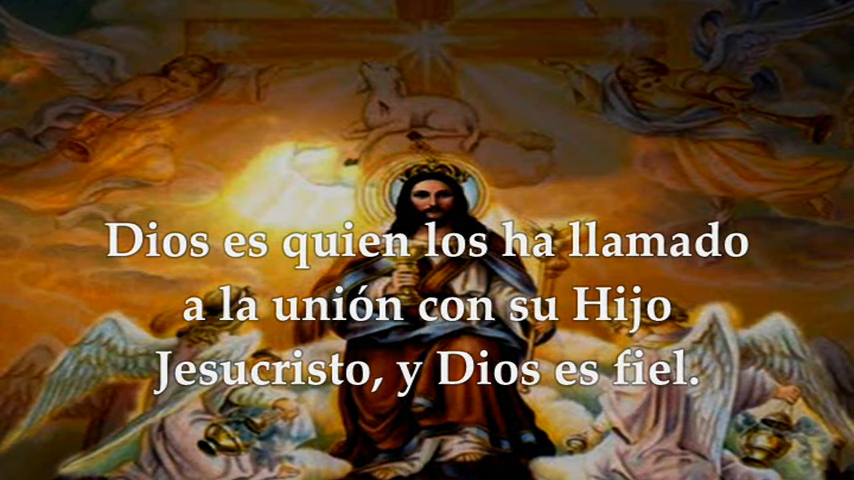 Dios es quien los ha llamado
a la unión con su Hijo
Jesucristo, y Dios es fiel.